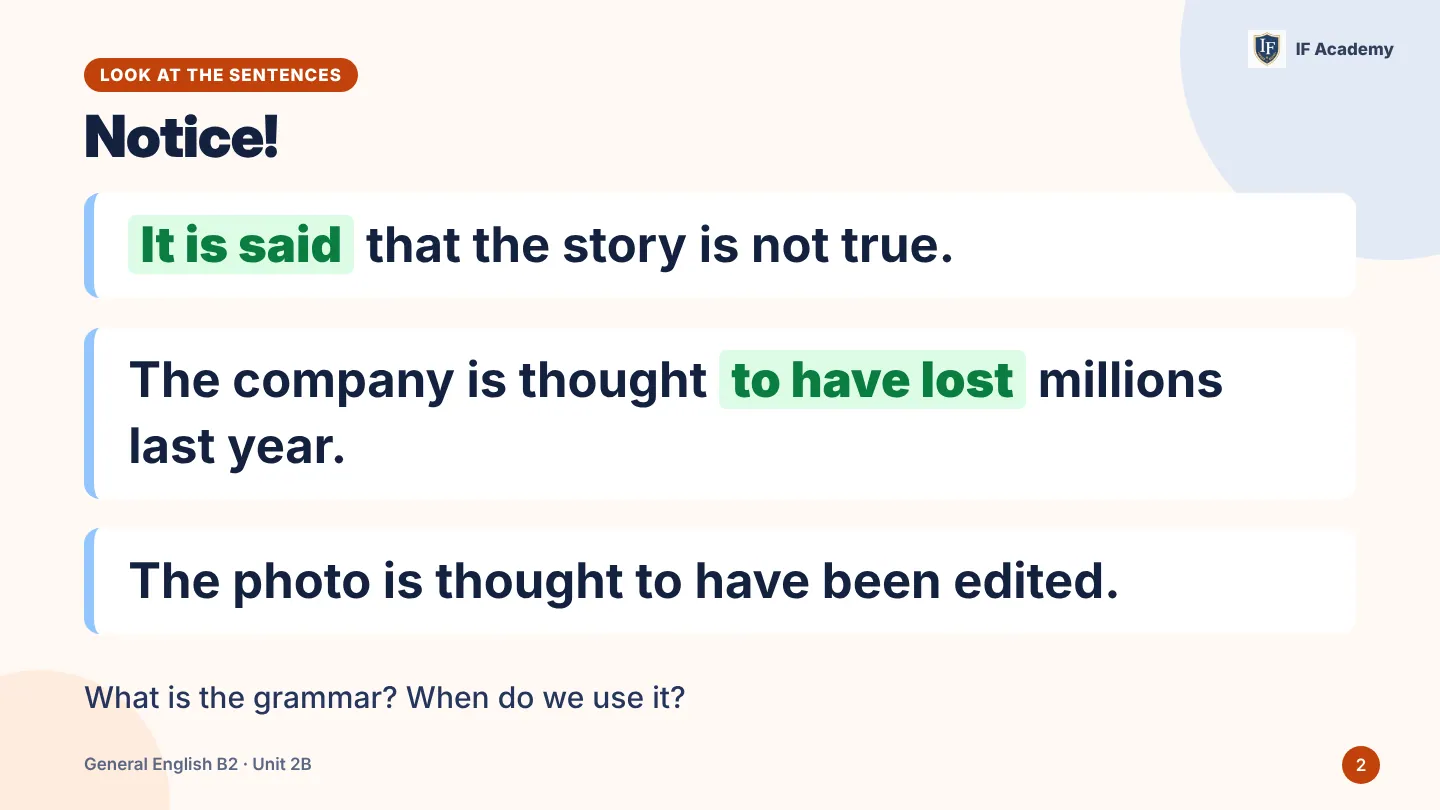 IF Academy
LOOK AT THE SENTENCES
Notice!
It is said that the story is not true.
The company is thought to have lost millions
last year.
The photo is thought to have been edited.
What is the grammar? When do we use it?
General English B2 · Unit 2B
2